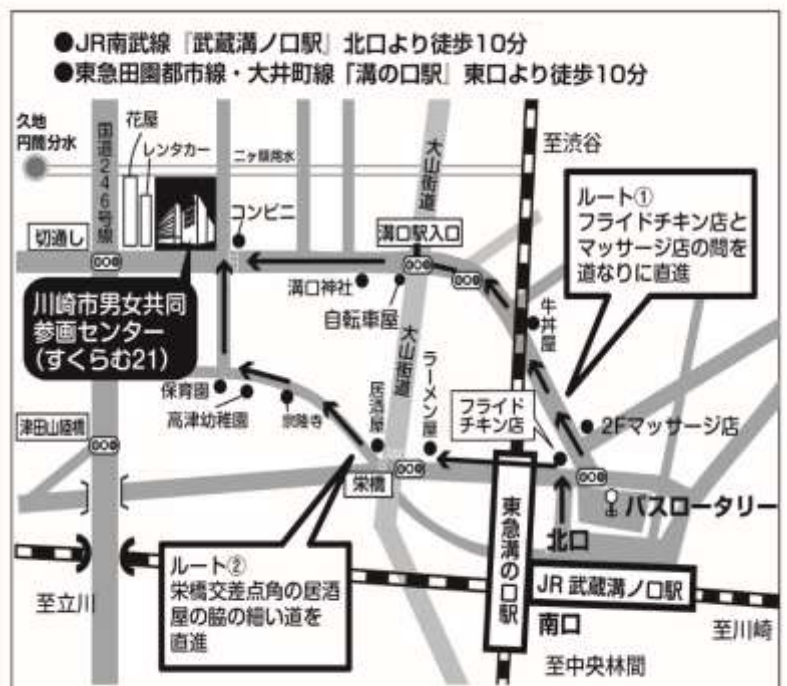 ●JR南武線『武蔵溝ノ口駅』北口より徒歩10分
●東急田園都市線・大井町線「溝の口駅』東口より徒歩10分
久地
円筒分水
国道246号線
花屋
レンタカー
二ヶ領用水
大山街道
至渋谷
コンビニ
切通し
溝口駅入口
ルート①
フライドチキン店と
マッサージ店の間を
道なりに直進
川崎市男女共同
参画センター
(すくらむ21)
溝口神社
自転車屋
牛丼屋
大山街道
ラーメン屋
居酒屋
保育園
高津幼稚園
宗隆寺
フライド
チキン店
2Fマッサージ店
津田山陸橋
栄橋
バスロータリー
北口
東急溝の口駅
ルート②
栄橋交差点角の居酒
屋の脇の細い道を
直進
JR 武蔵溝ノ口駅
至立川
南口
至川崎
至中央林間